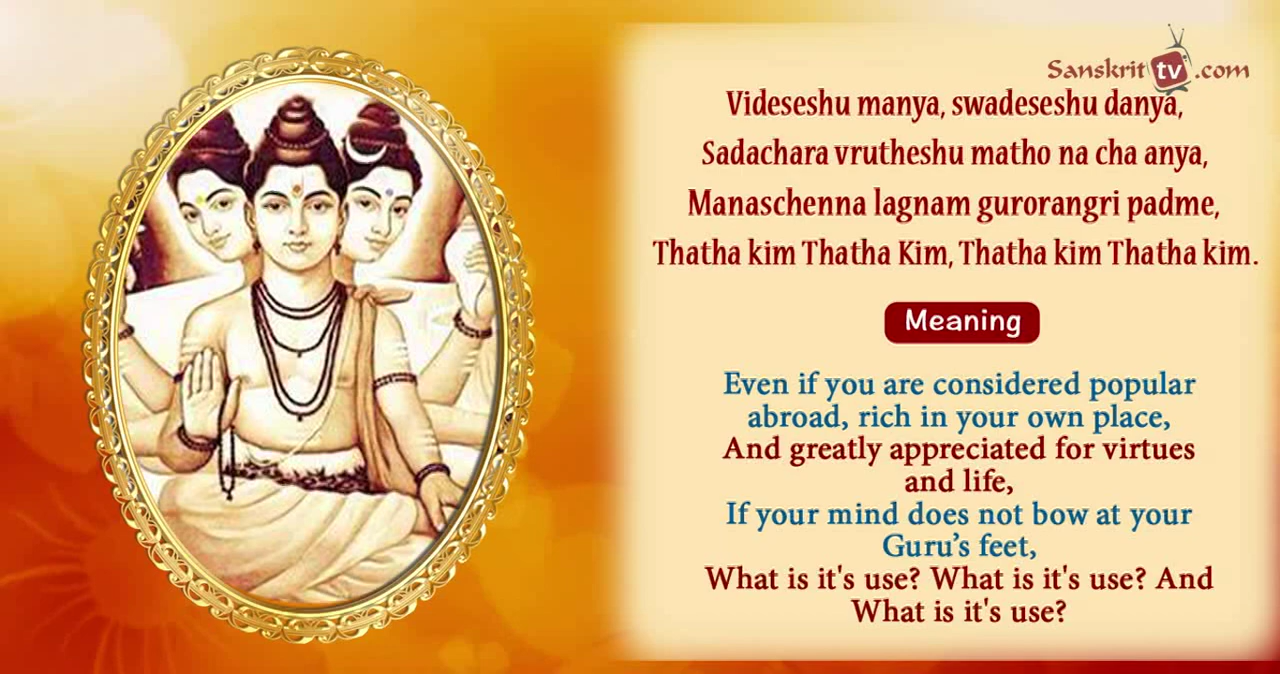 Sanskrit tv .com
Videseshu manya, swadeseshu danya,
Sadachara vrutheshu matho na cha anya,
Manaschenna lagnam gurorangri padme,
Thatha kim Thatha Kim, Thatha kim Thatha kim.
Meaning
Even if you are considered popular
abroad, rich in your own place,
And greatly appreciated for virtues
and life,
If your mind does not bow at your
Guru’s feet,
What is it's use? What is it's use? And
What is it's use?